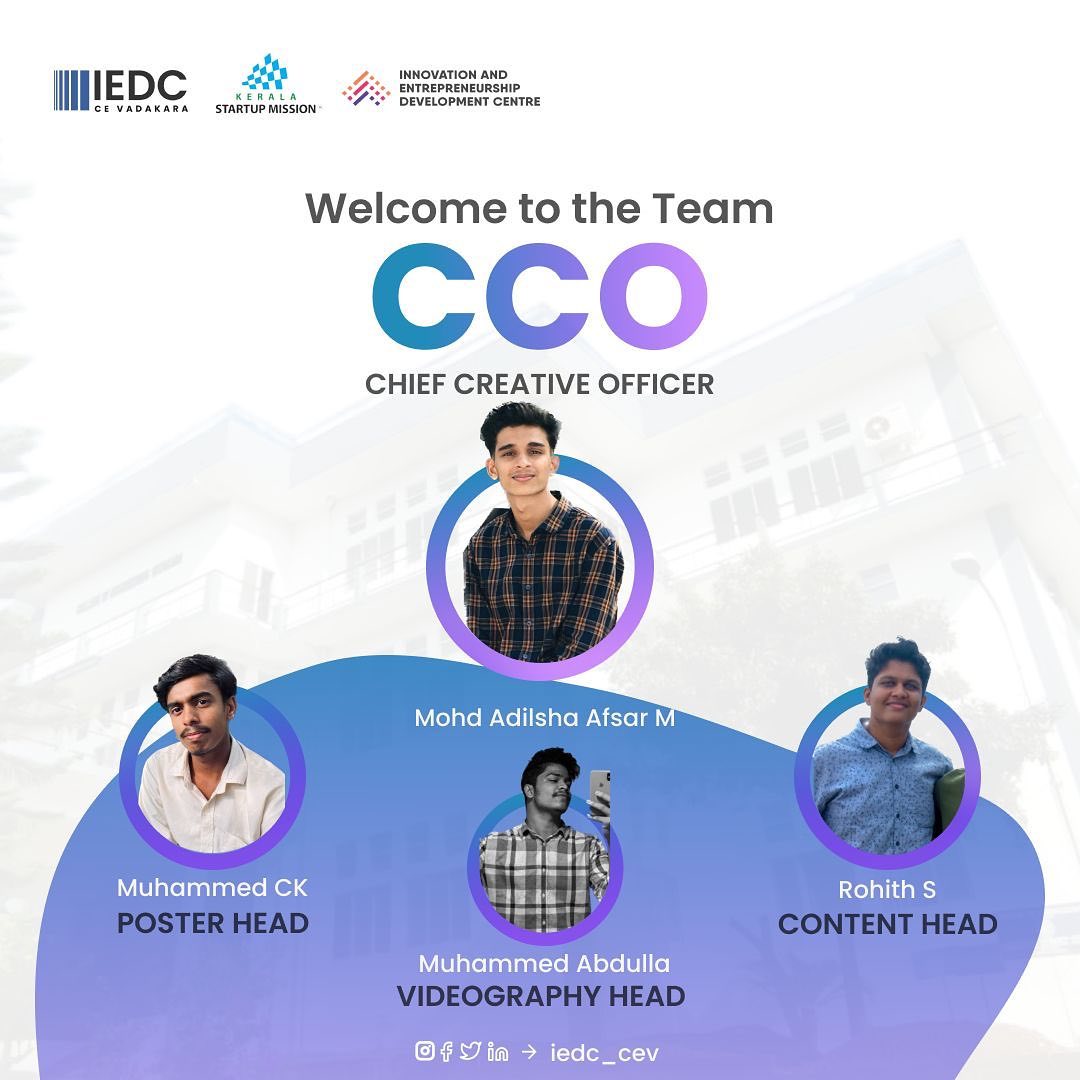 IEDC
CE VADAKARA
KERALA
STARTUP MISSION
INNOVATION AND
ENTREPRENEURSHIP
DEVELOPMENT CENTRE
Welcome to the Team
CCO
CHIEF CREATIVE OFFICER
Mohd Adilsha Afsar M
Muhammed CK
POSTER HEAD
Muhammed Abdulla
VIDEOGRAPHY HEAD
Rohith S
CONTENT HEAD
iedc_cev